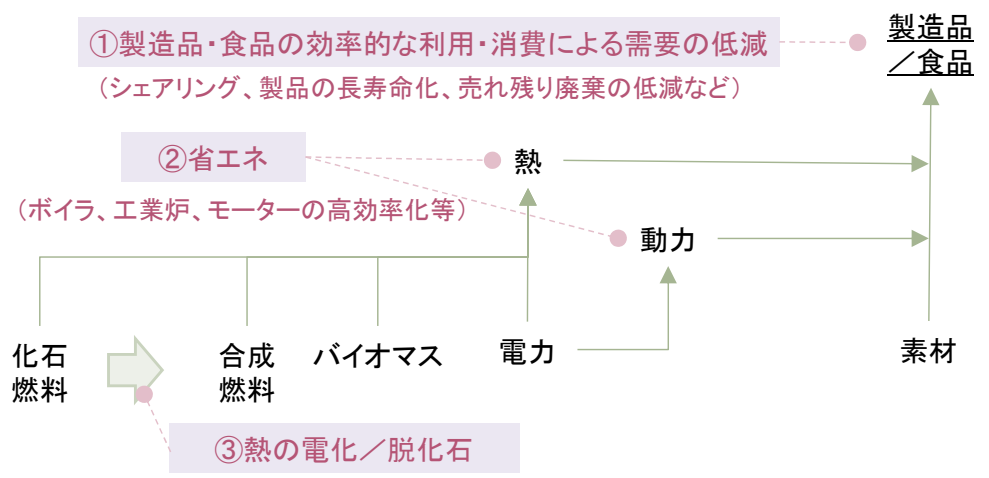 ①製造品・食品の効率的な利用・消費による需要の低減
（シェアリング、製品の長寿命化、売れ残り廃棄の低減など）
製造品
／食品
②省エネ
（ボイラ、工業炉、モーターの高効率化等）
熱
動力
化石
燃料
合成
燃料
バイオマス
電力
素材
③熱の電化／脱化石